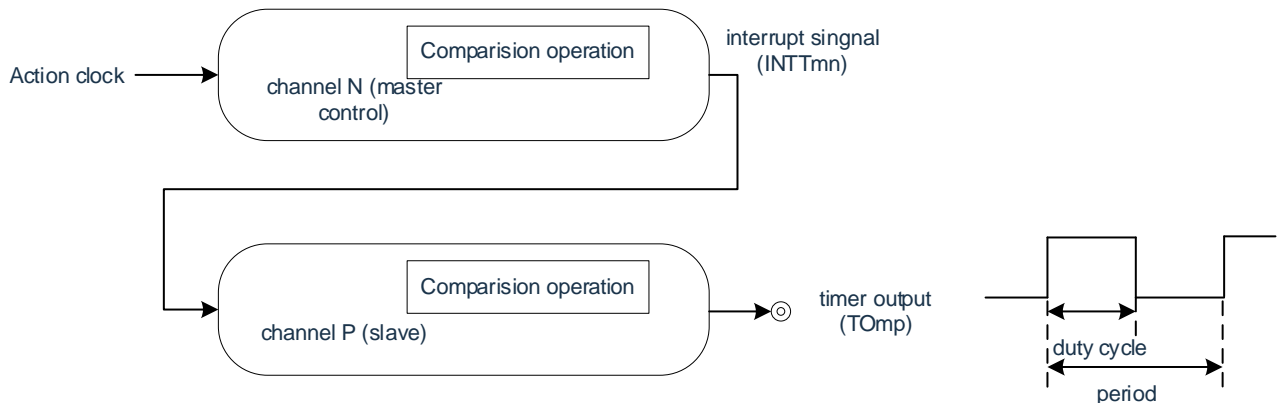 Comparision operation
interrupt singnal
(INTTmn)
Action clock
channel N (master
control)
Comparision operation
channel P (slave)
timer output
(TOmp)
duty cycle
period